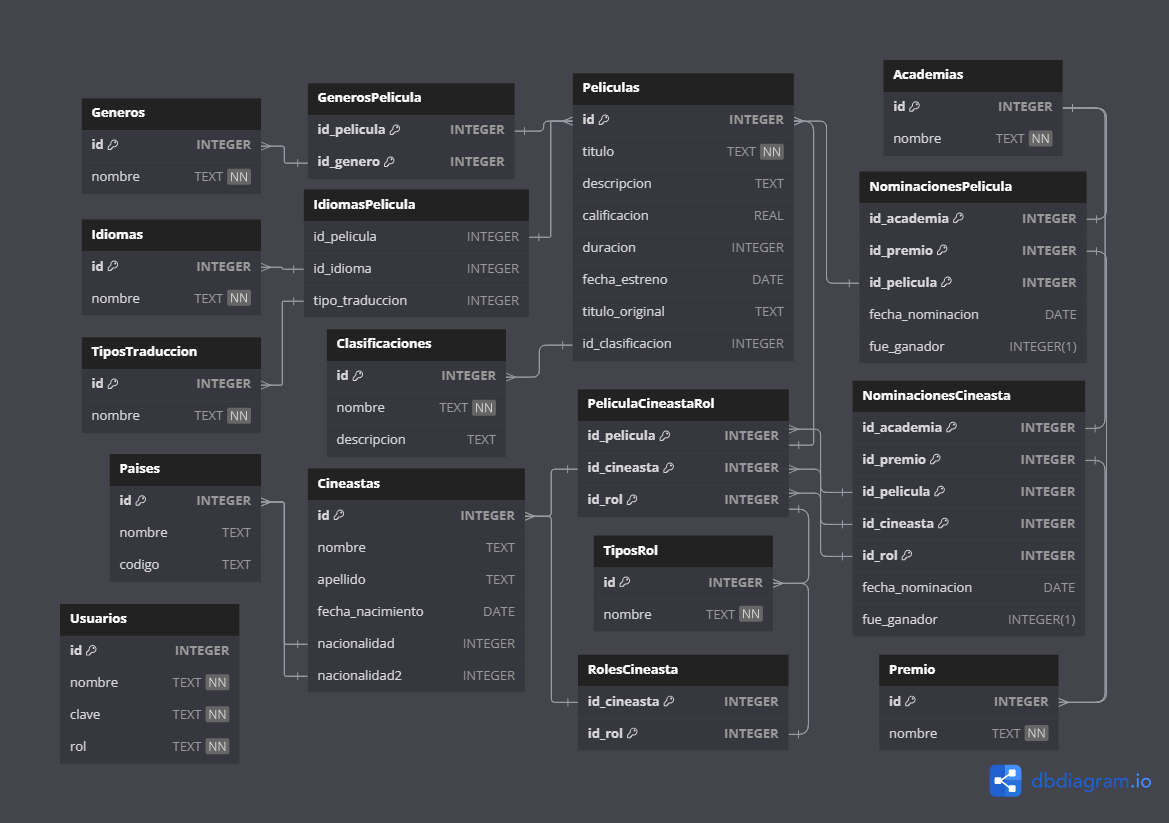 Generos
id INTEGER
nombre TEXT NN
Idiomas
id INTEGER
nombre TEXT NN
TiposTraduccion
id INTEGER
nombre TEXT NN
Paises
id INTEGER
nombre TEXT
codigo TEXT
Usuarios
id INTEGER
nombre TEXT NN
clave TEXT NN
rol TEXT NN
GenerosPelicula
id_pelicula INTEGER
id_genero INTEGER
IdiomasPelicula
id_pelicula INTEGER
id_idioma INTEGER
tipo_traduccion INTEGER
Clasificaciones
id INTEGER
nombre TEXT NN
descripcion TEXT
Cineastas
id INTEGER
nombre TEXT
apellido TEXT
fecha_nacimiento DATE
nacionalidad INTEGER
nacionalidad2 INTEGER
Peliculas
id INTEGER
titulo TEXT NN
descripcion TEXT
calificacion REAL
duracion INTEGER
fecha_estreno DATE
titulo_original TEXT
id_clasificacion INTEGER
PeliculaCineastaRol
id_pelicula INTEGER
id_cineasta INTEGER
id_rol INTEGER
TiposRol
id INTEGER
nombre TEXT NN
RolesCineasta
id_cineasta INTEGER
id_rol INTEGER
Academias
id INTEGER
nombre TEXT NN
NominacionesPelicula
id_academia INTEGER
id_premio INTEGER
id_pelicula INTEGER
fecha_nominacion DATE
fue_ganador INTEGER(1)
NominacionesCineasta
id_academia INTEGER
id_premio INTEGER
id_pelicula INTEGER
id_cineasta INTEGER
id_rol INTEGER
fecha_nominacion DATE
fue_ganador INTEGER(1)
Premio
id INTEGER
nombre TEXT NN
dbdiagram.io